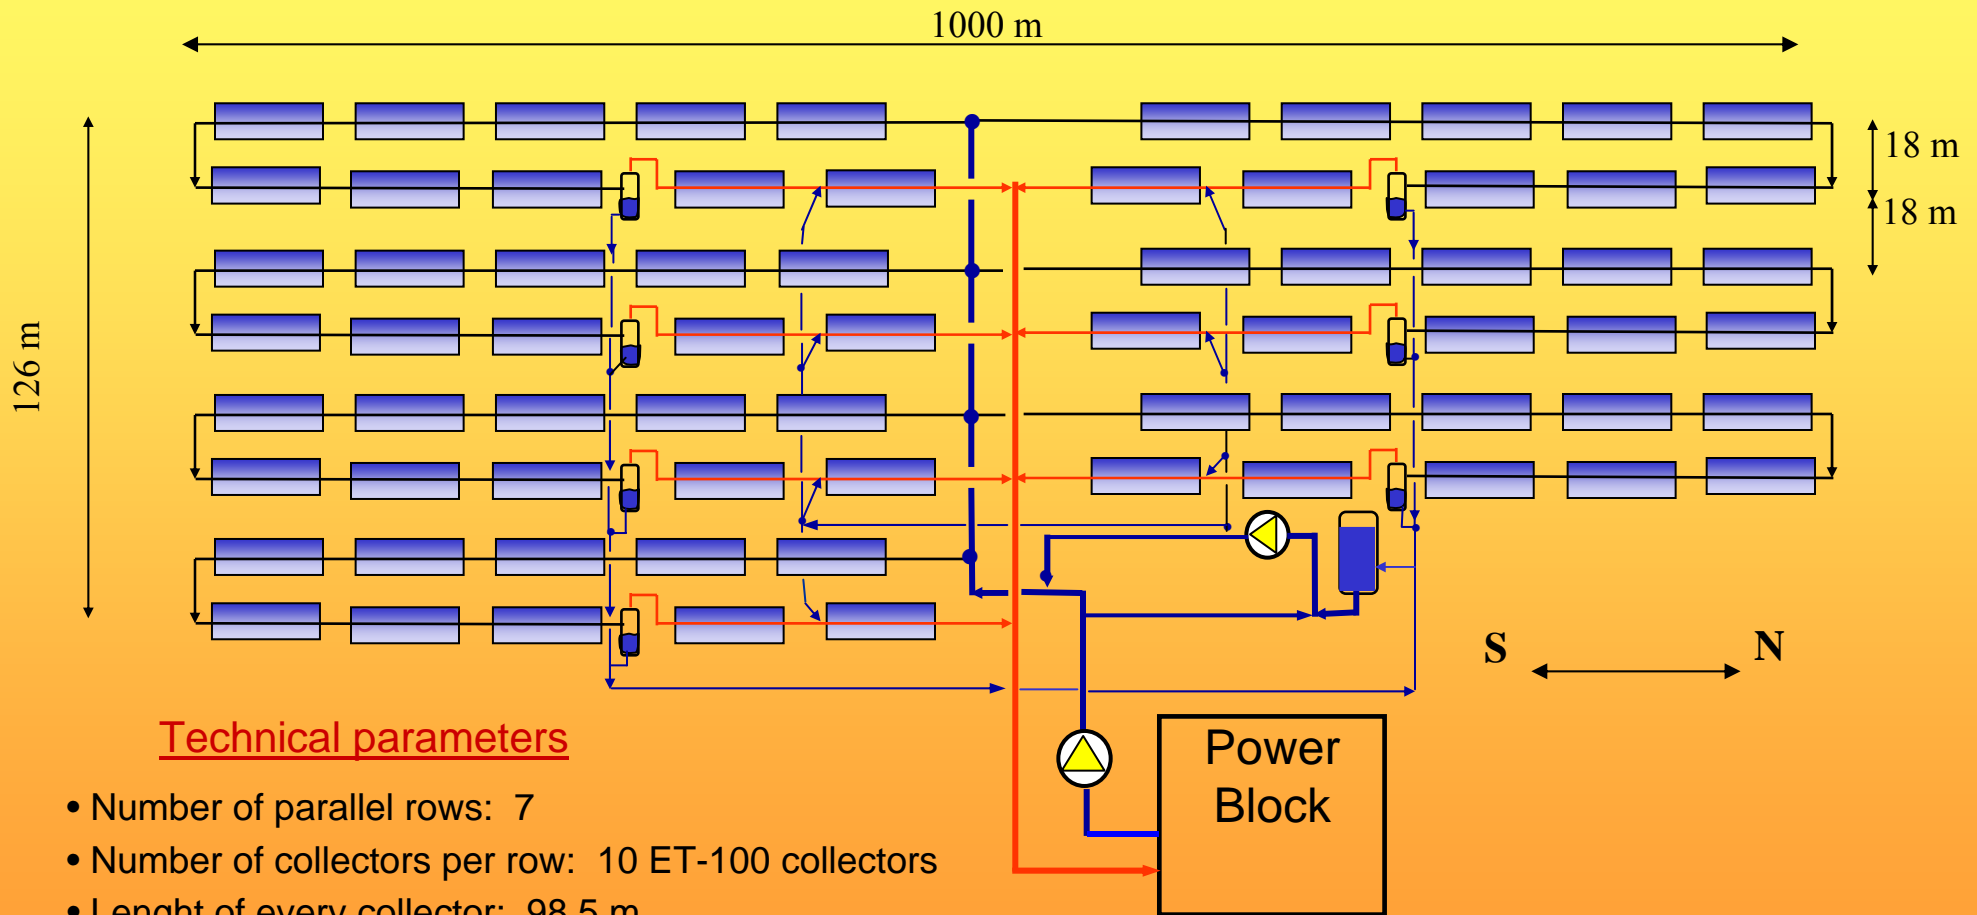 1000 m
18 m
18 m
126 m
S
N
Technical parameters
Power
Block
• Number of parallel rows: 7
• Number of collectors per row: 10 ET-100 collectors
• Lenght of every collector: 98.5 m